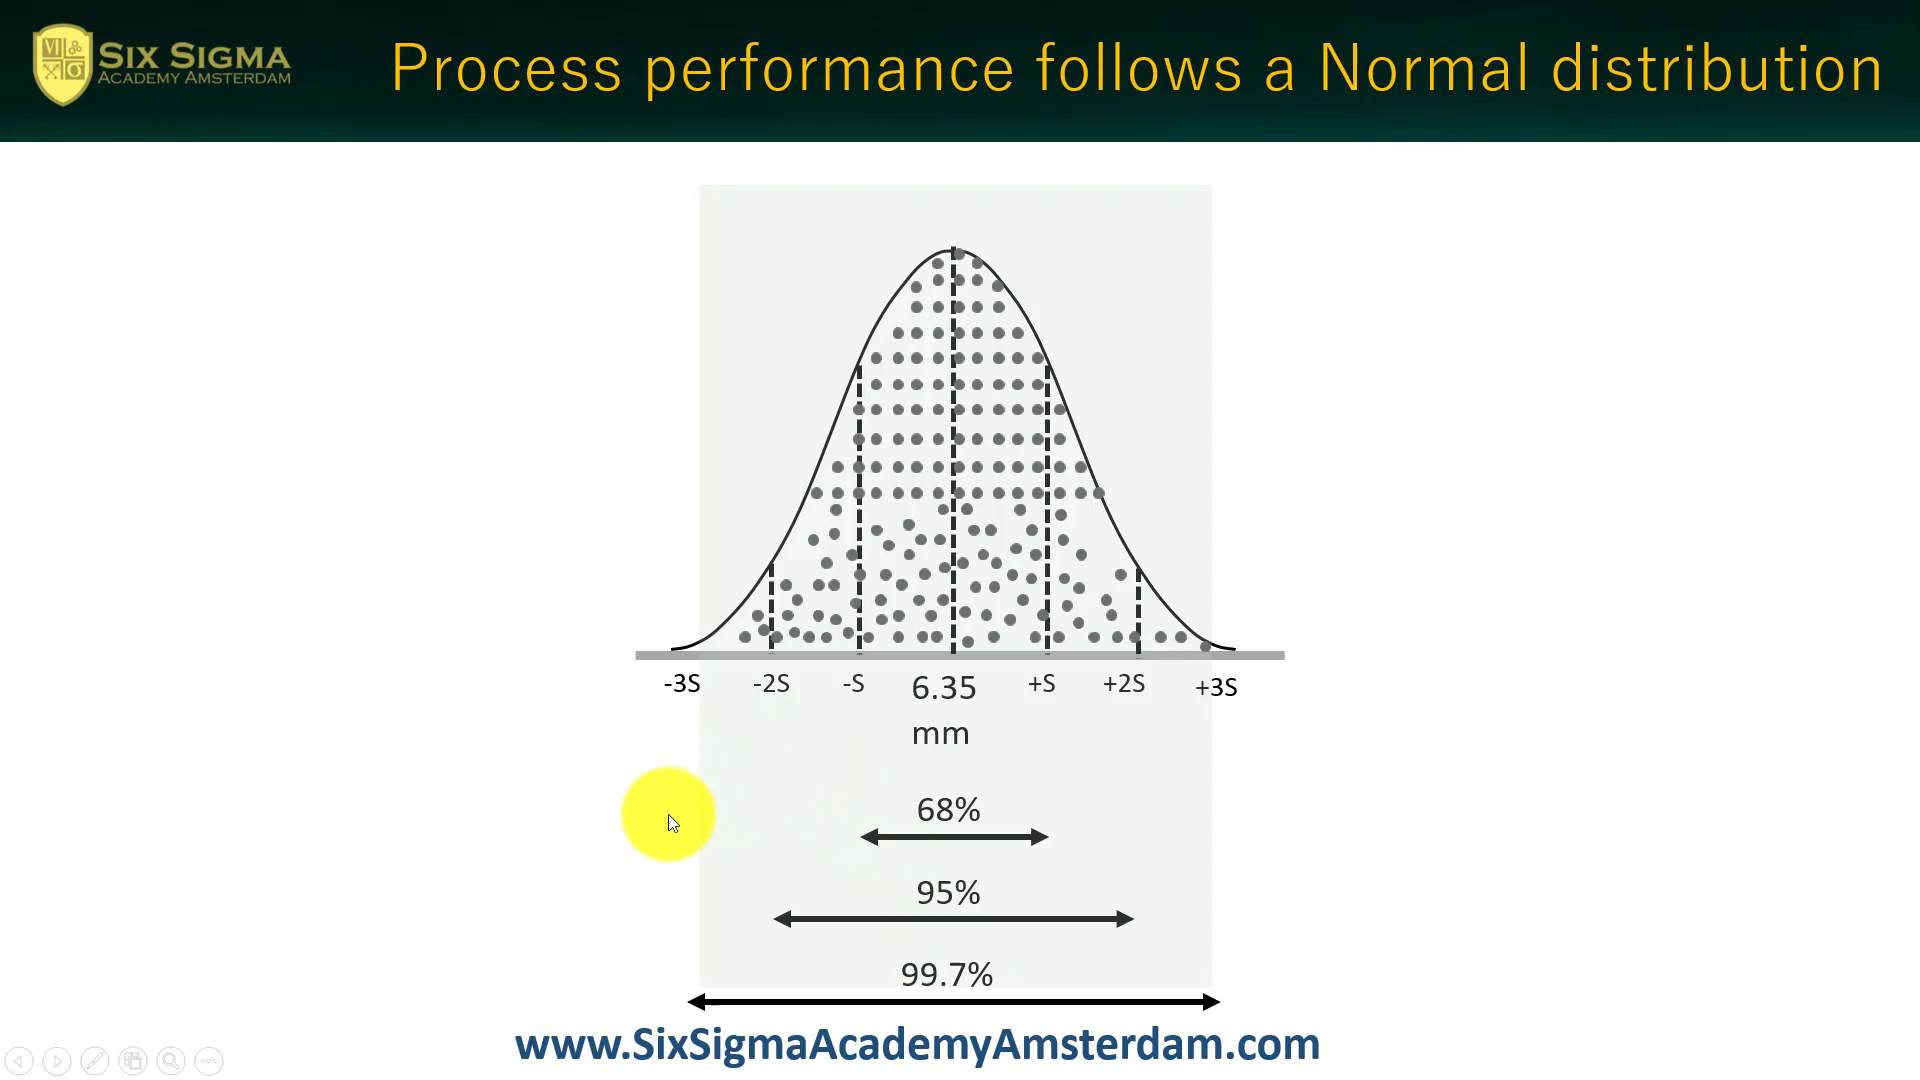 SIX SIGMA
ACADEMY AMSTERDAM
Process performance follows a Normal distribution
-3S -2S -S 6.35 +S +2S +3S
mm
68%
95%
99.7%
www.SixSigmaAcademyAmsterdam.com